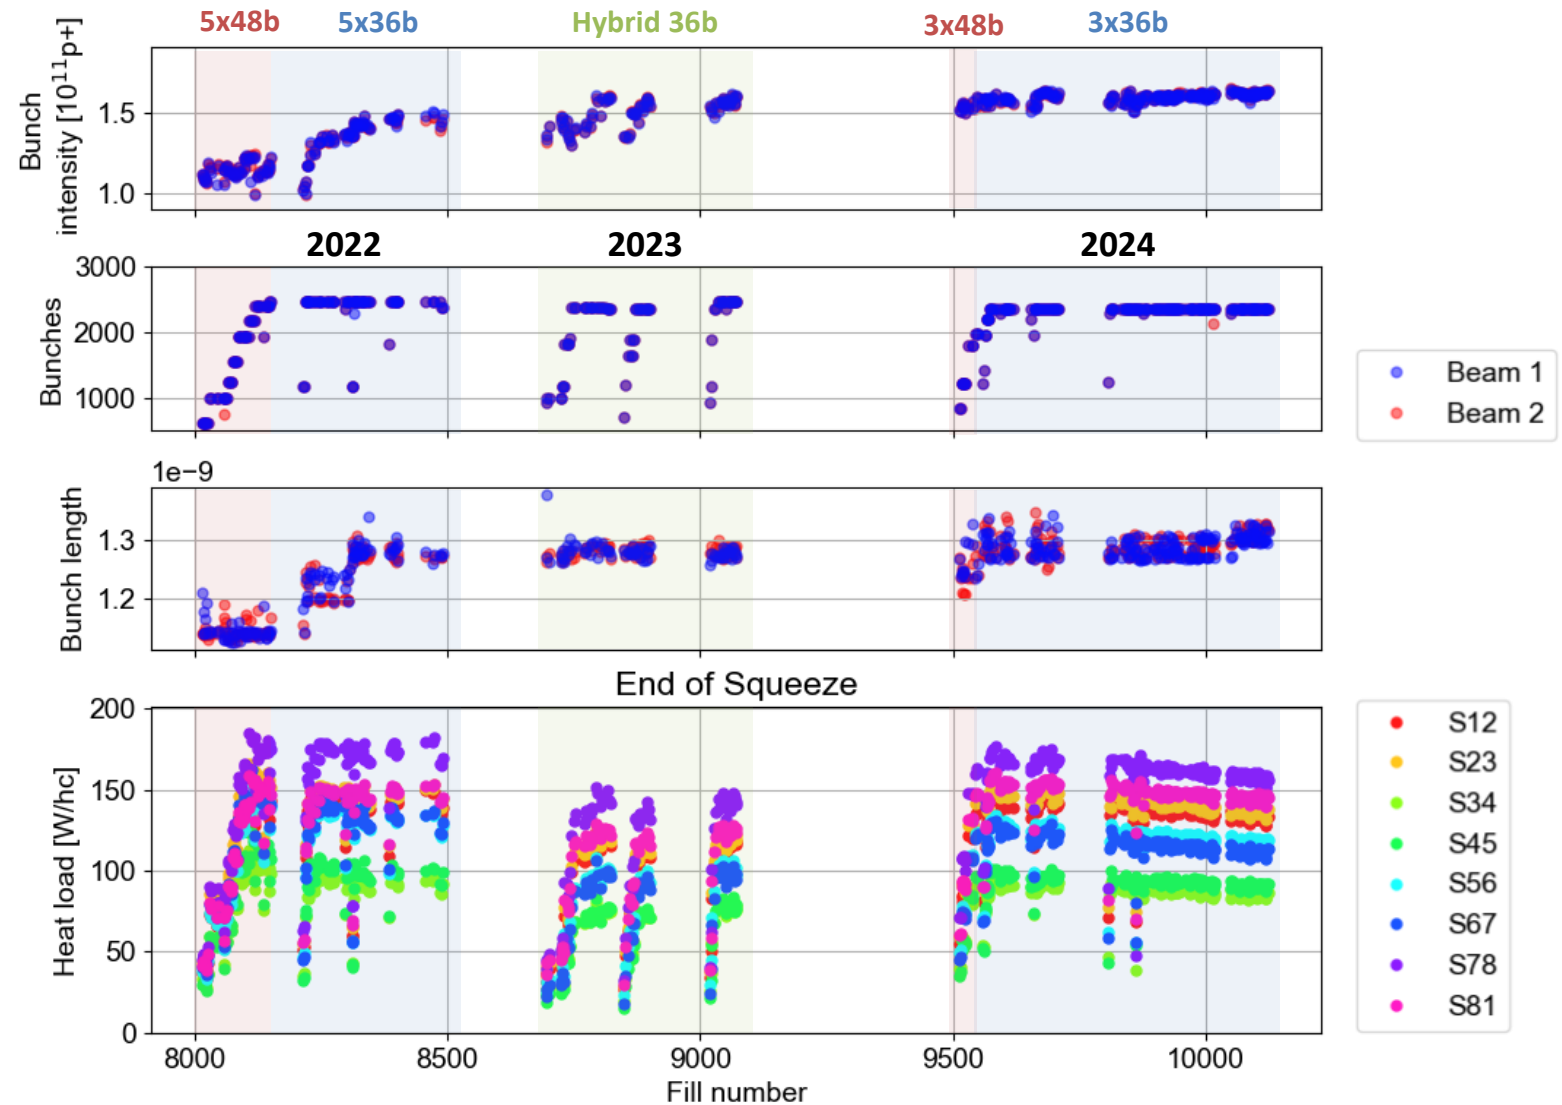 5x48b 5x36b Hybrid 36b 3x48b 3x36b
Bunch
intensity [10¹¹p+]
1.5
1.0
2022 2023 2024
Bunches
3000
2000
1000
Beam 1
Beam 2
1e−9
Bunch length
1.3
1.2
End of Squeeze
Heat load [W/hc]
200
150
100
50
0
S12
S23
S34
S45
S56
S67
S78
S81
8000 8500 9000 9500 10000
Fill number